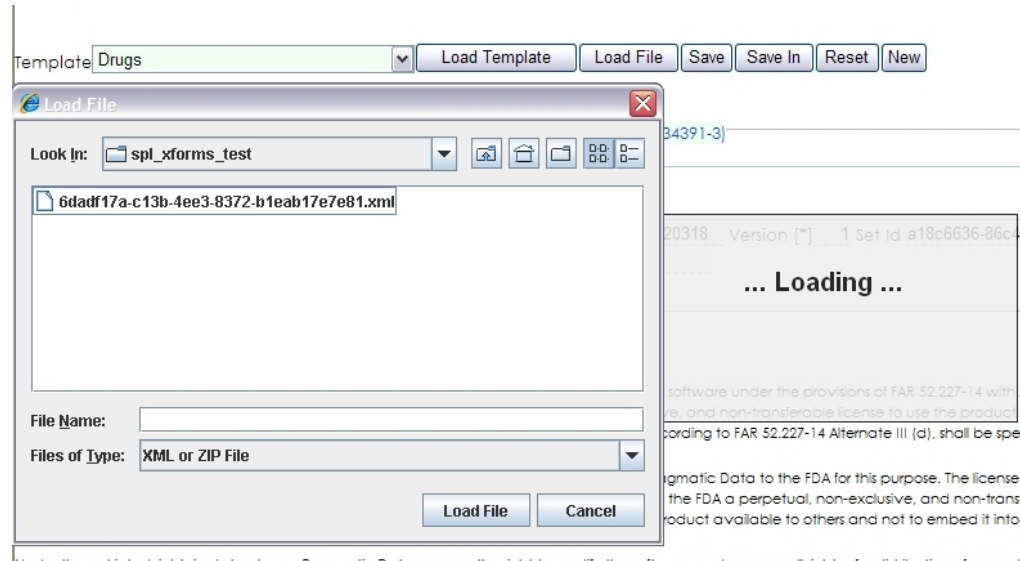 Template Drugs Load Template Load File Save Save In Reset New
Load File
34391-3)
Look In: spl_xforms_test
6dadf17a-c13b-4ee3-8372-b1eab17e7e81.xml
20318 Version [*] 1 Set Id a18c6636-86c4
... Loading ...
software under the provisions of FAR 52.227-14 with
File Name:
ve, and non-transferable license to use the product
cording to FAR 52.227-14 Alternate III (d), shall be spe
Files of Type: XML or ZIP File
gmatic Data to the FDA for this purpose. The license
the FDA a perpetual, non-exclusive, and non-trans
Load File Cancel
roduct available to others and not to embed it into